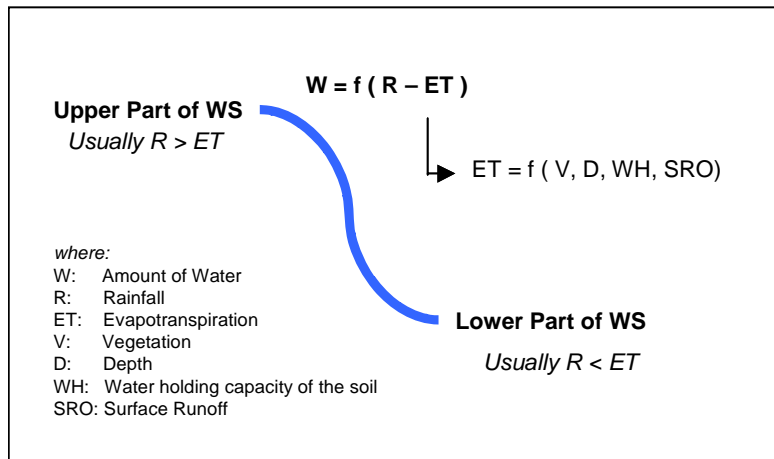 W = f ( R – ET )
Upper Part of WS
Usually R > ET
ET = f ( V, D, WH, SRO)
where:
W: Amount of Water
R: Rainfall
ET: Evapotranspiration
V: Vegetation
D: Depth
WH: Water holding capacity of the soil
SRO: Surface Runoff
Lower Part of WS
Usually R < ET